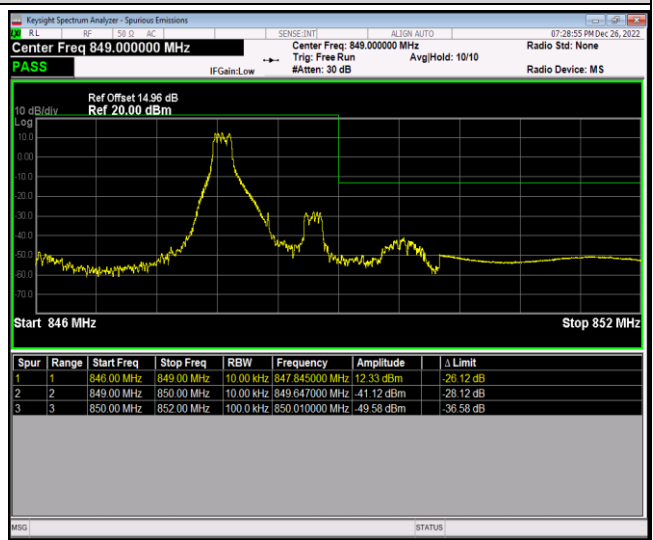 Keysight Spectrum Analyzer - Spurious Emissions
RL RF 50 Ω AC SENSE:INT ALIGN AUTO 07:28:55 PM Dec 26, 2022
Center Freq 849.000000 MHz Center Freq: 849.000000 MHz Radio Std: None
Trig: Free Run Avg|Hold: 10/10
PASS IFGain:Low #Atten: 30 dB Radio Device: MS
Ref Offset 14.96 dB
10 dB/div Ref 20.00 dBm
Log
10.0
0.00
-10.0
-20.0
-30.0
-40.0
-50.0
-60.0
-70.0
Start 846 MHz Stop 852 MHz
Spur Range Start Freq Stop Freq RBW Frequency Amplitude Δ Limit
1 1 846.00 MHz 849.00 MHz 10.00 kHz 847.845000 MHz 12.33 dBm -26.12 dB
2 2 849.00 MHz 850.00 MHz 10.00 kHz 849.647000 MHz -41.12 dBm -28.12 dB
3 3 850.00 MHz 852.00 MHz 100.0 kHz 850.010000 MHz -49.58 dBm -36.58 dB
MSG STATUS